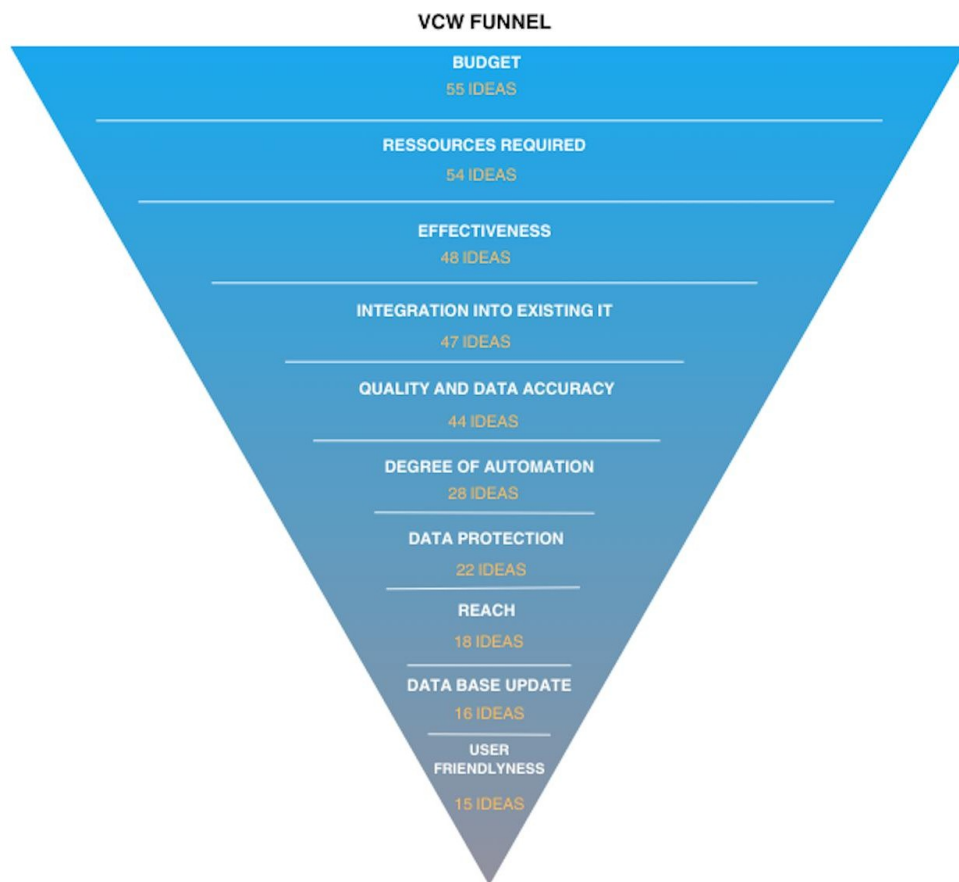 VCW FUNNEL
BUDGET
55 IDEAS
RESSOURCES REQUIRED
54 IDEAS
EFFECTIVENESS
48 IDEAS
INTEGRATION INTO EXISTING IT
47 IDEAS
QUALITY AND DATA ACCURACY
44 IDEAS
DEGREE OF AUTOMATION
28 IDEAS
DATA PROTECTION
22 IDEAS
REACH
18 IDEAS
DATA BASE UPDATE
16 IDEAS
USER
FRIENDLYNESS
15 IDEAS